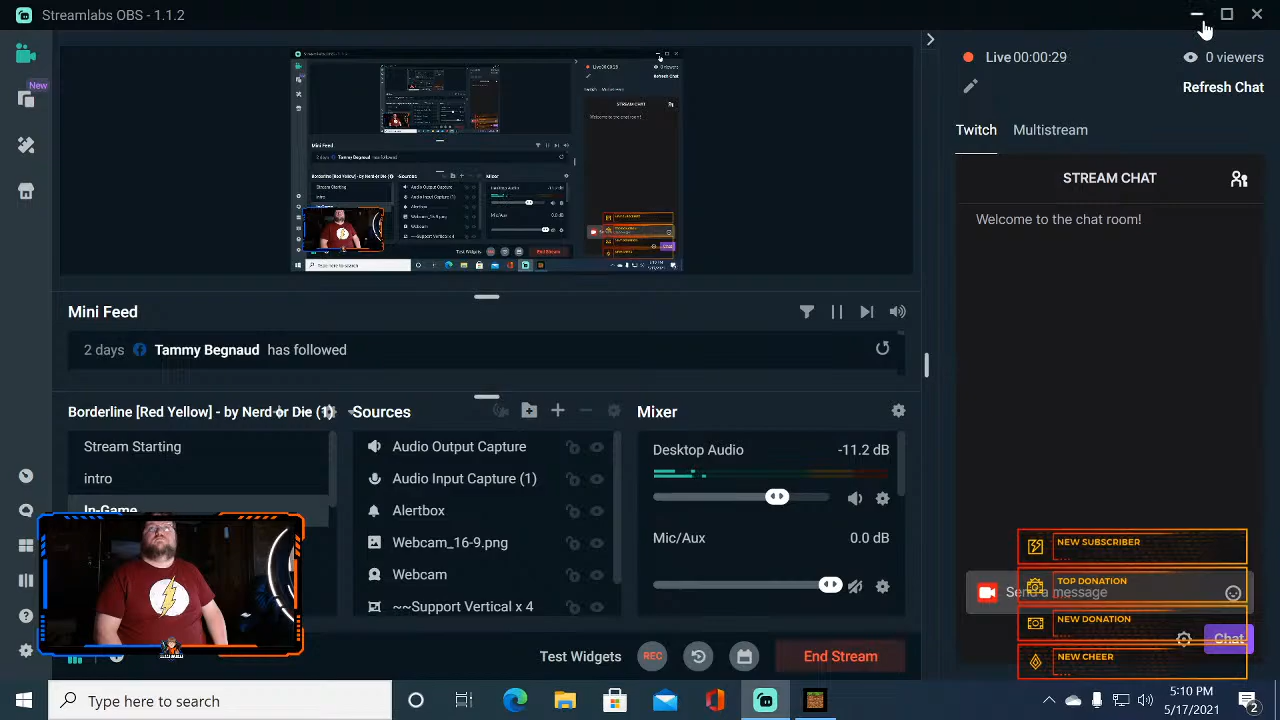 Streamlabs OBS - 1.1.2
Live 00:00:29
0 viewers
Refresh Chat
New
Twitch
Multistream
STREAM CHAT
Welcome to the chat room!
Mini Feed
2 days Tammy Begnaud has followed
Borderline [Red Yellow] - by Nerd or Die (1)
Stream Starting
intro
In-Game
Sources
Audio Output Capture
Audio Input Capture (1)
Alertbox
Webcam_16-9.png
Webcam
~~Support Vertical x 4
Mixer
Desktop Audio
-11.2 dB
Mic/Aux
0.0 dB
NEW SUBSCRIBER
TOP DONATION
Send a message
NEW DONATION
Chat
NEW CHEER
Test Widgets
REC
End Stream
Type here to search
5:10 PM
5/17/2021
2